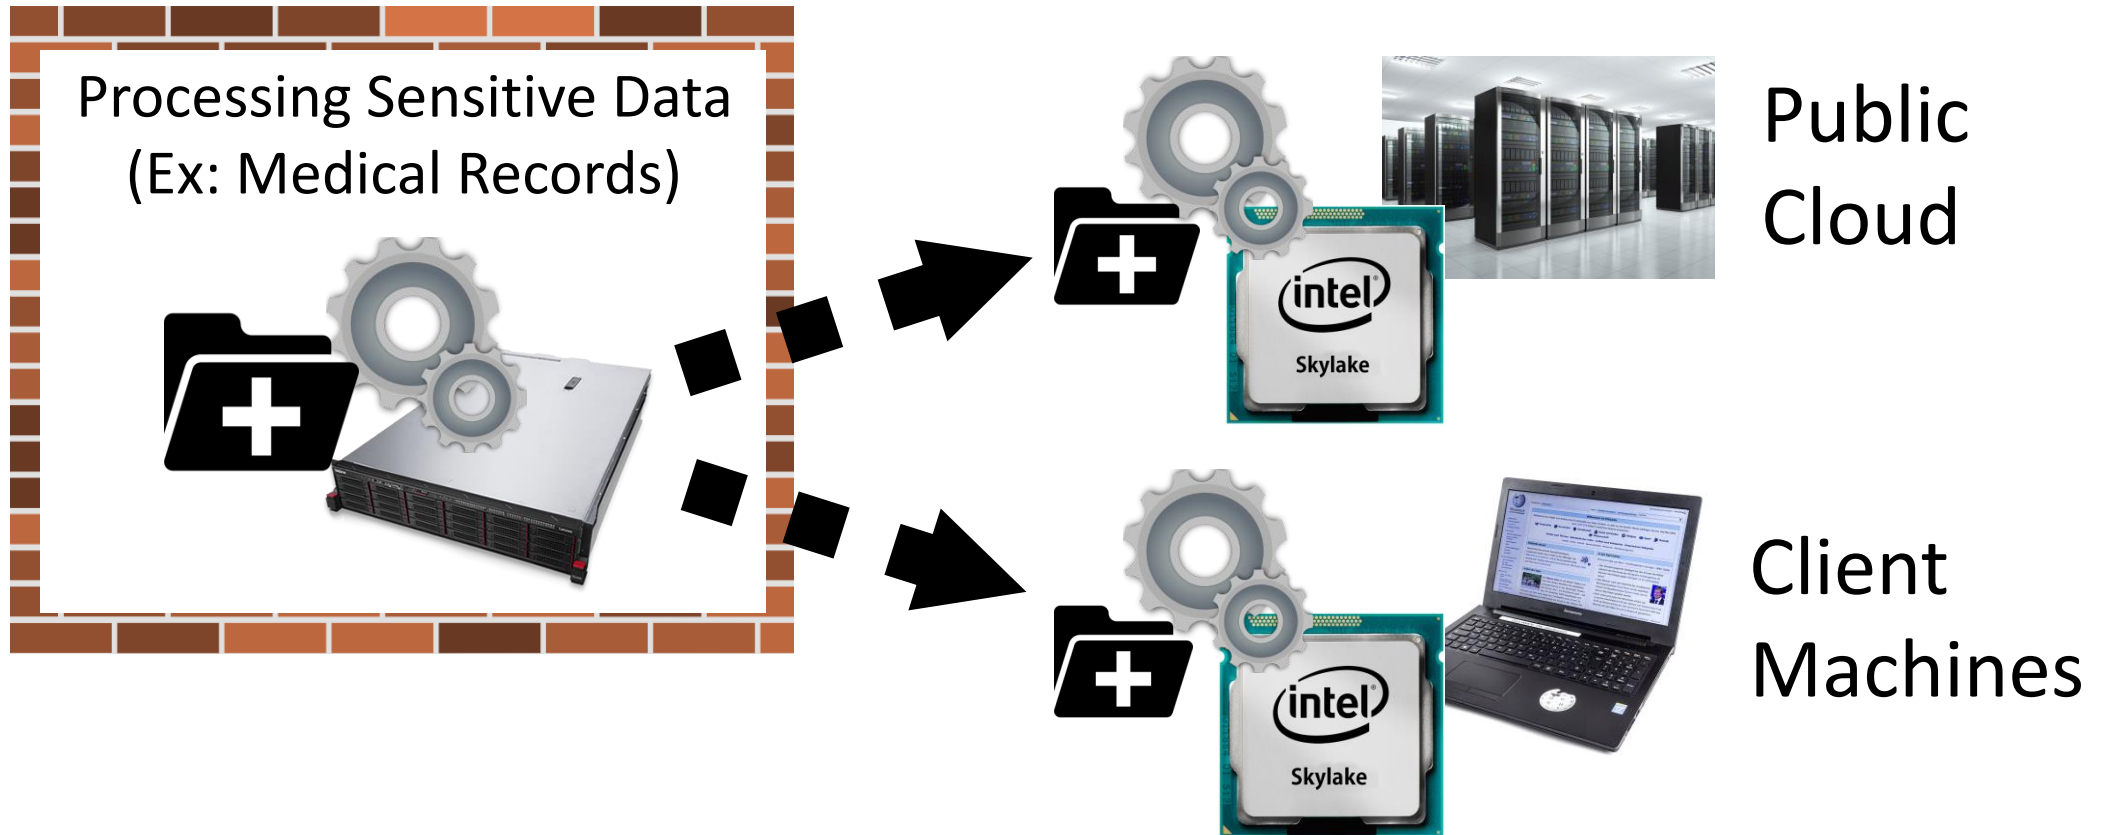 Processing Sensitive Data
(Ex: Medical Records)
Public
Cloud
intel®
Skylake
Client
Machines
intel®
Skylake